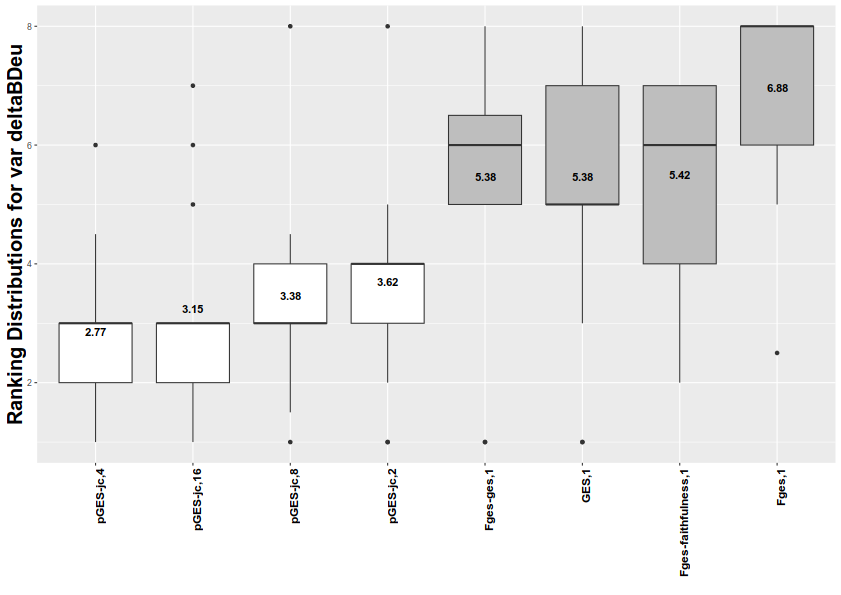 Ranking Distributions for var deltaBDeu
8
6
4
2
2.77
3.15
3.38
3.62
5.38
5.38
5.42
6.88
pGES-jc,4
pGES-jc,16
pGES-jc,8
pGES-jc,2
Fges-ges,1
GES,1
Fges-faithfulness,1
Fges,1